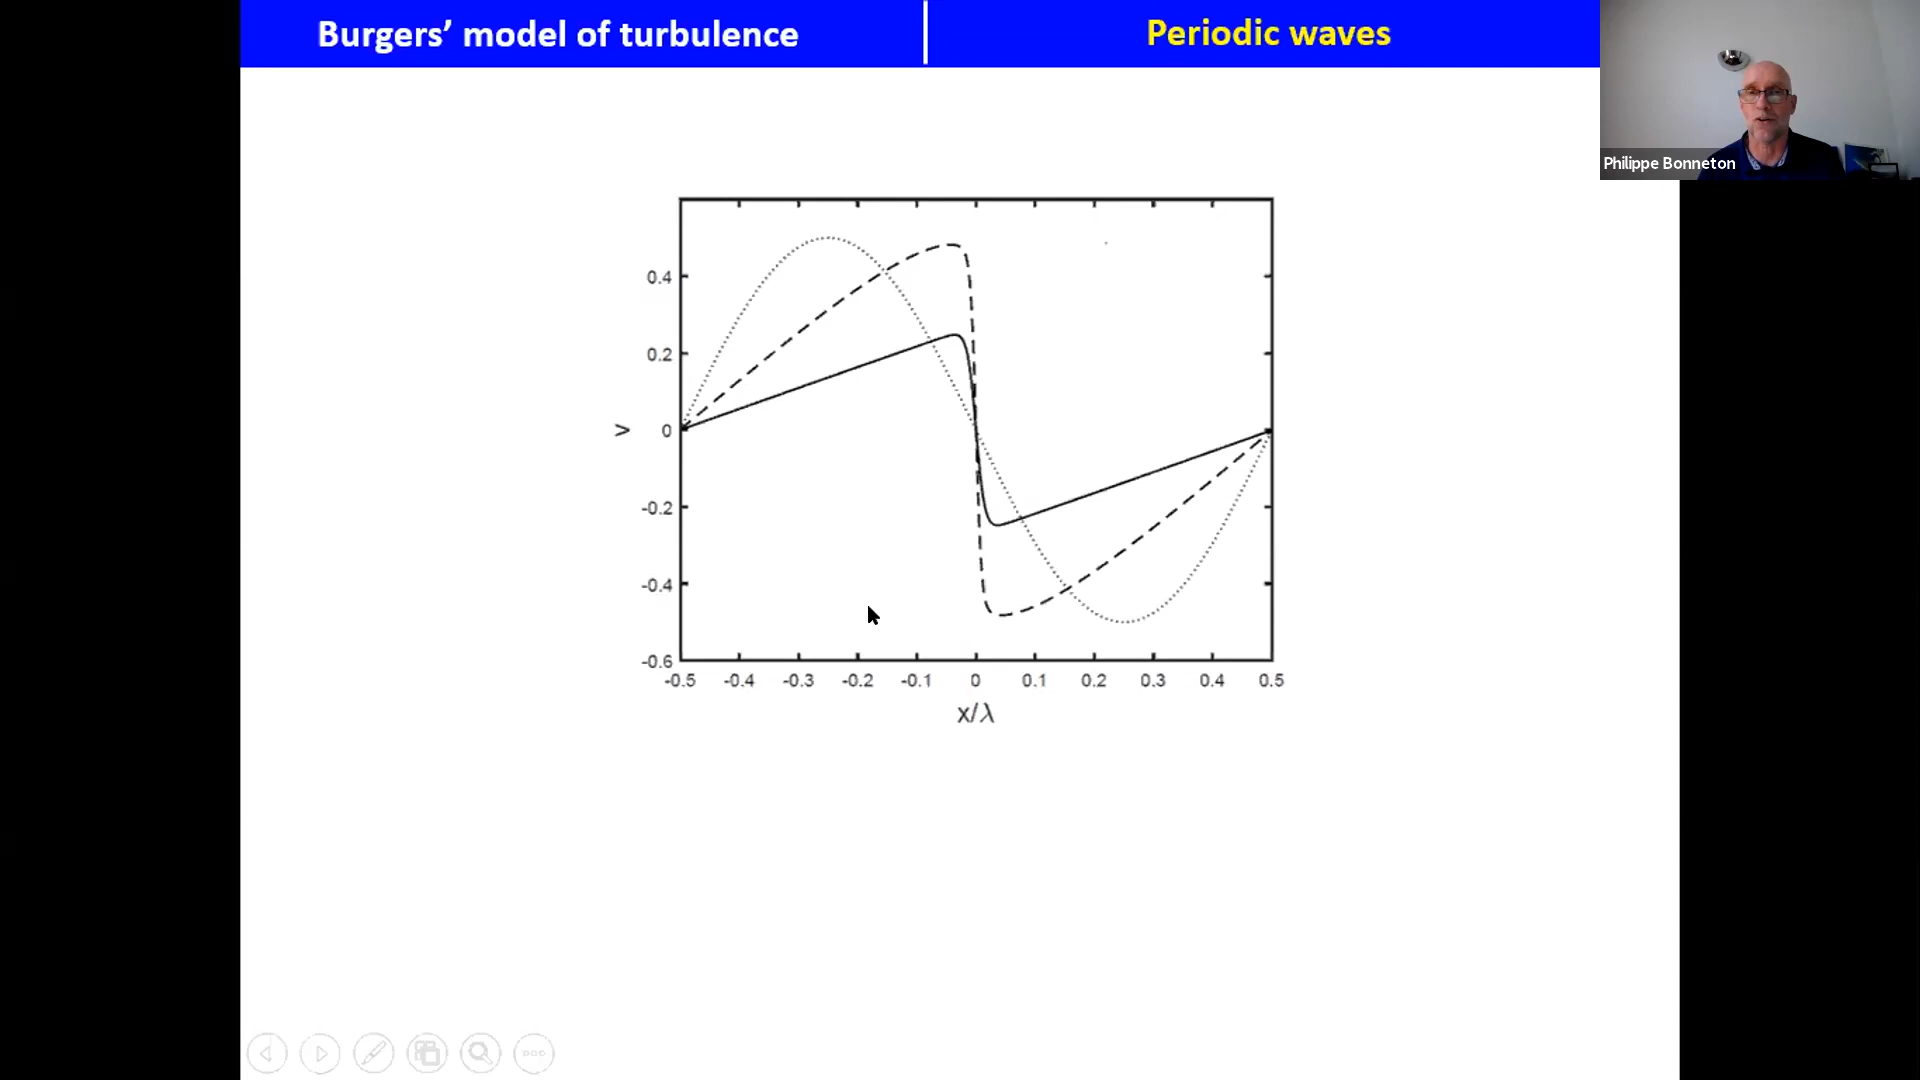 Burgers’ model of turbulence
Periodic waves
Philippe Bonneton
0.4
0.2
0
-0.2
-0.4
-0.6
v
-0.5 -0.4 -0.3 -0.2 -0.1 0 0.1 0.2 0.3 0.4 0.5
x/λ